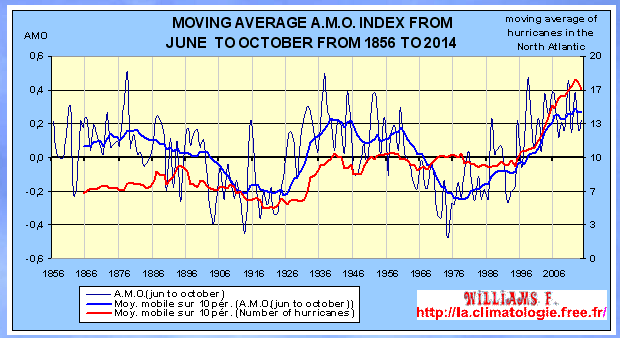 MOVING AVERAGE A.M.O. INDEX FROM
JUNE TO OCTOBER FROM 1856 TO 2014
AMO
moving average of
hurricanes in the
North Atlantic
0,6
0,4
0,2
0,0
-0,2
-0,4
-0,6
20
17
13
10
7
3
0
1856 1866 1876 1886 1896 1906 1916 1926 1936 1946 1956 1966 1976 1986 1996 2006
A.M.O.(jun to october)
Moy. mobile sur 10 pér. (A.M.O.(jun to october))
Moy. mobile sur 10 pér. (Number of hurricanes)
WILLIAMS F.
http://la.climatologie.free.fr/